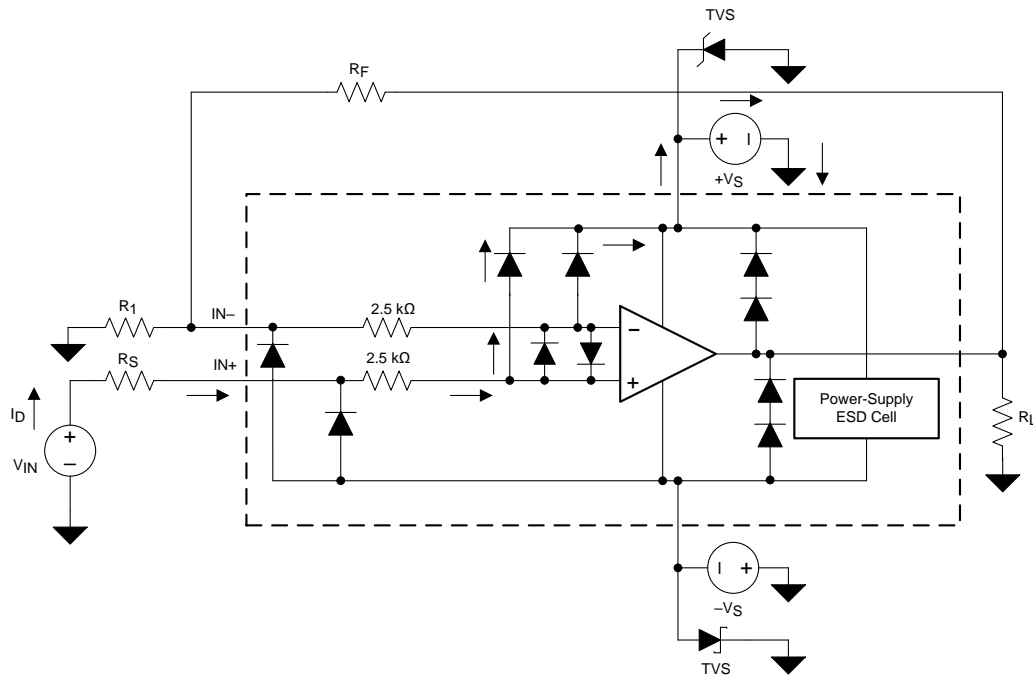 TVS
RF
+ –
+VS
R1
IN–
2.5 kΩ
–
RS
IN+
2.5 kΩ
+
ID
+
–
VIN
Power-Supply
ESD Cell
RL
– +
–VS
TVS